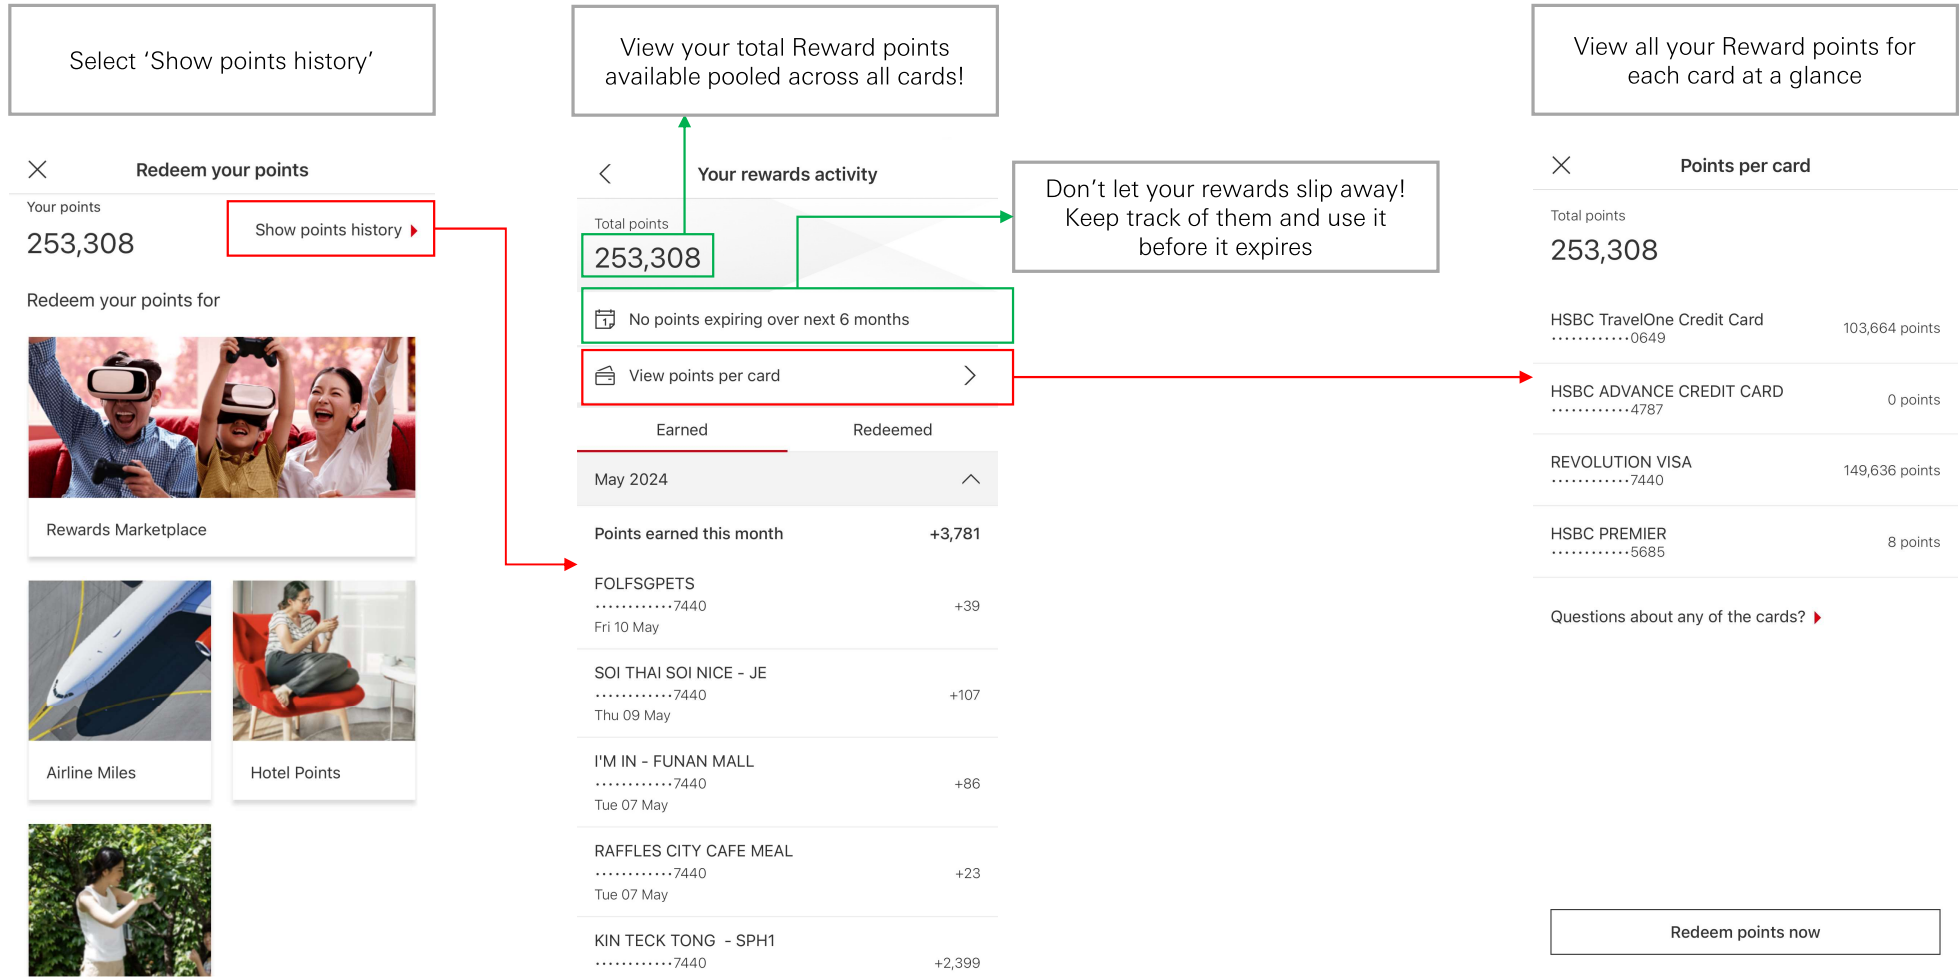 Select ‘Show points history’
View your total Reward points
available pooled across all cards!
View all your Reward points for
each card at a glance
Redeem your points
Your points
253,308
Show points history
Redeem your points for
Rewards Marketplace
Airline Miles
Hotel Points
Your rewards activity
Total points
253,308
Don’t let your rewards slip away!
Keep track of them and use it
before it expires
1
No points expiring over next 6 months
View points per card
Earned
Redeemed
May 2024
Points earned this month
+3,781
FOLFSGPETS
············7440
+39
Fri 10 May
SOI THAI SOI NICE - JE
············7440
+107
Thu 09 May
I'M IN - FUNAN MALL
············7440
+86
Tue 07 May
RAFFLES CITY CAFE MEAL
············7440
+23
Tue 07 May
KIN TECK TONG - SPH1
············7440
+2,399
Points per card
Total points
253,308
HSBC TravelOne Credit Card
············0649
103,664 points
HSBC ADVANCE CREDIT CARD
············4787
0 points
REVOLUTION VISA
············7440
149,636 points
HSBC PREMIER
············5685
8 points
Questions about any of the cards?
Redeem points now